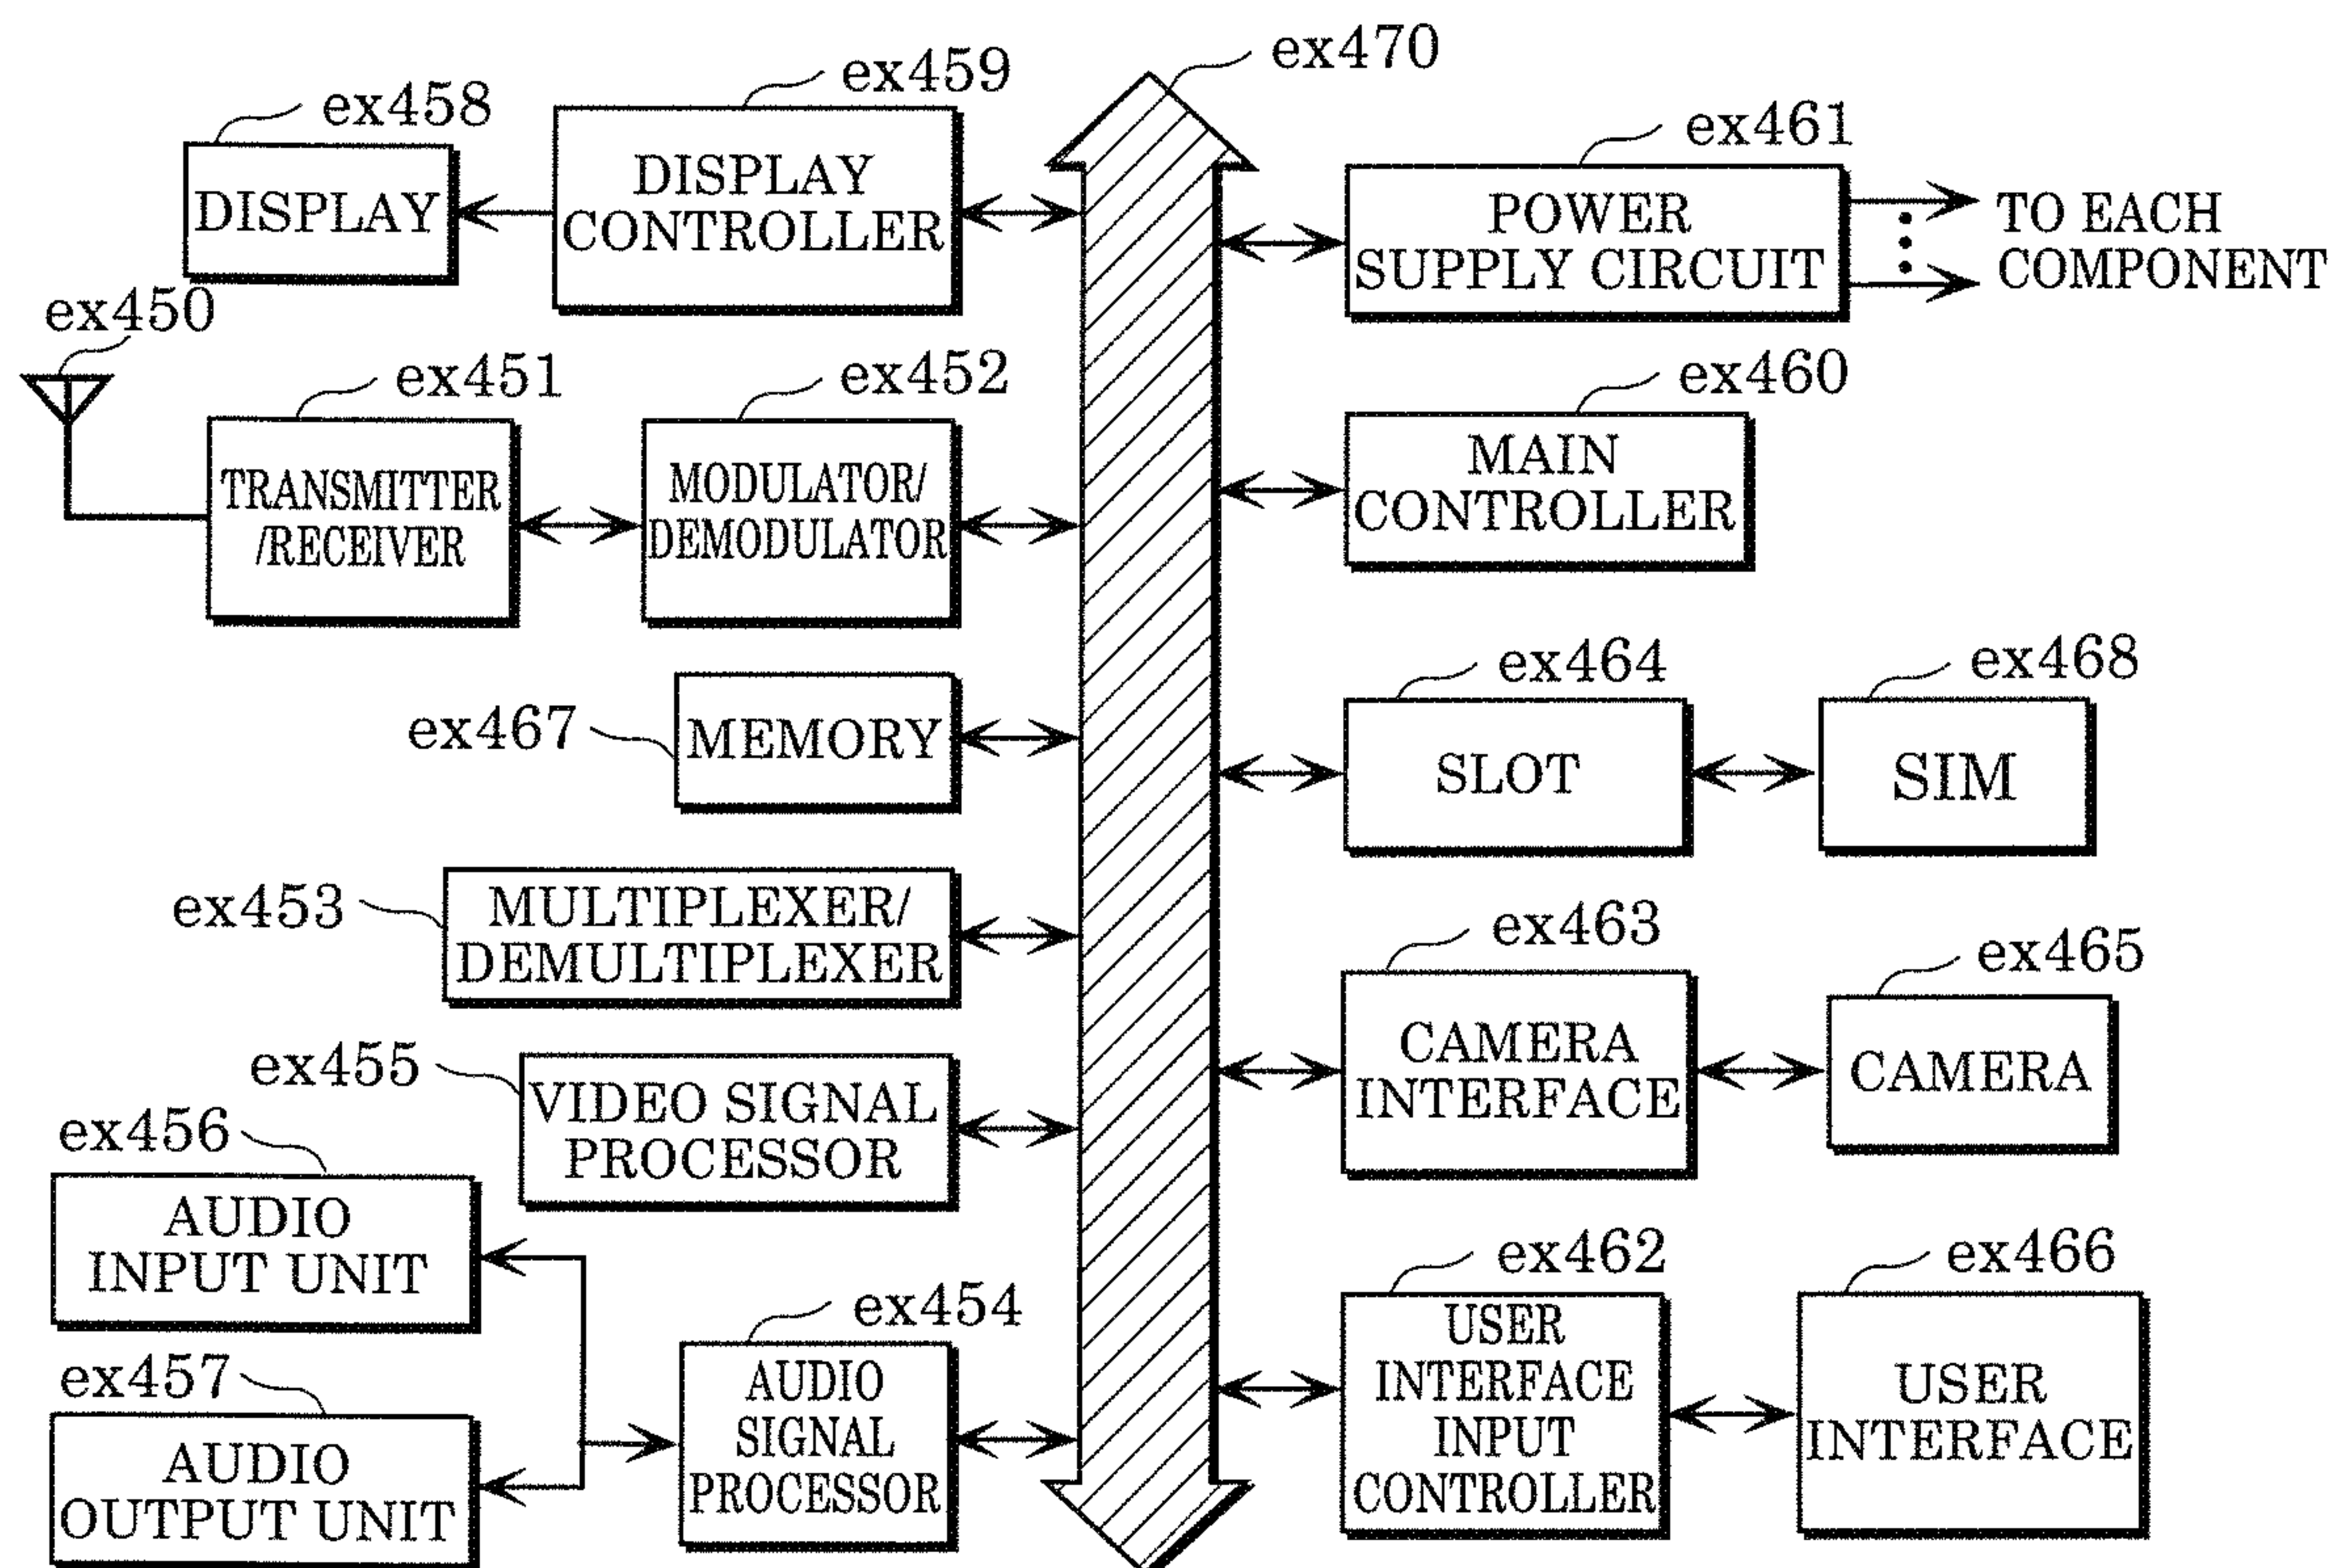 ex470
ex459
ex458
DISPLAY
DISPLAY
CONTROLLER
ex461
POWER
SUPPLY CIRCUIT
TO EACH
COMPONENT
ex450
ex451
TRANSMITTER
/RECEIVER
ex452
MODULATOR/
DEMODULATOR
ex460
MAIN
CONTROLLER
ex467
MEMORY
ex464
SLOT
ex468
SIM
ex453
MULTIPLEXER/
DEMULTIPLEXER
ex463
CAMERA
INTERFACE
ex465
CAMERA
ex455
VIDEO SIGNAL
PROCESSOR
ex456
AUDIO
INPUT UNIT
ex457
AUDIO
OUTPUT UNIT
ex454
AUDIO
SIGNAL
PROCESSOR
ex462
USER
INTERFACE
INPUT
CONTROLLER
ex466
USER
INTERFACE